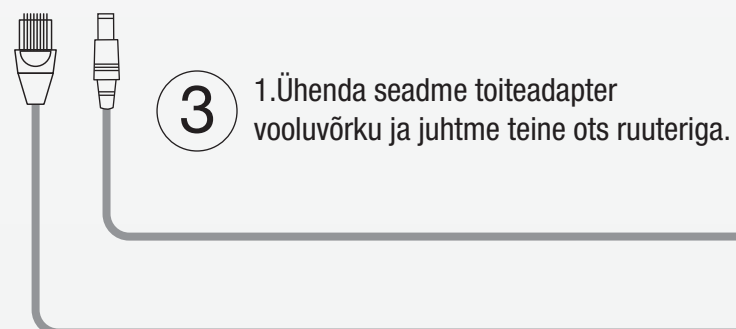 3
1.Ühenda seadme toiteadapter
vooluvõrku ja juhtme teine ots ruuteriga.